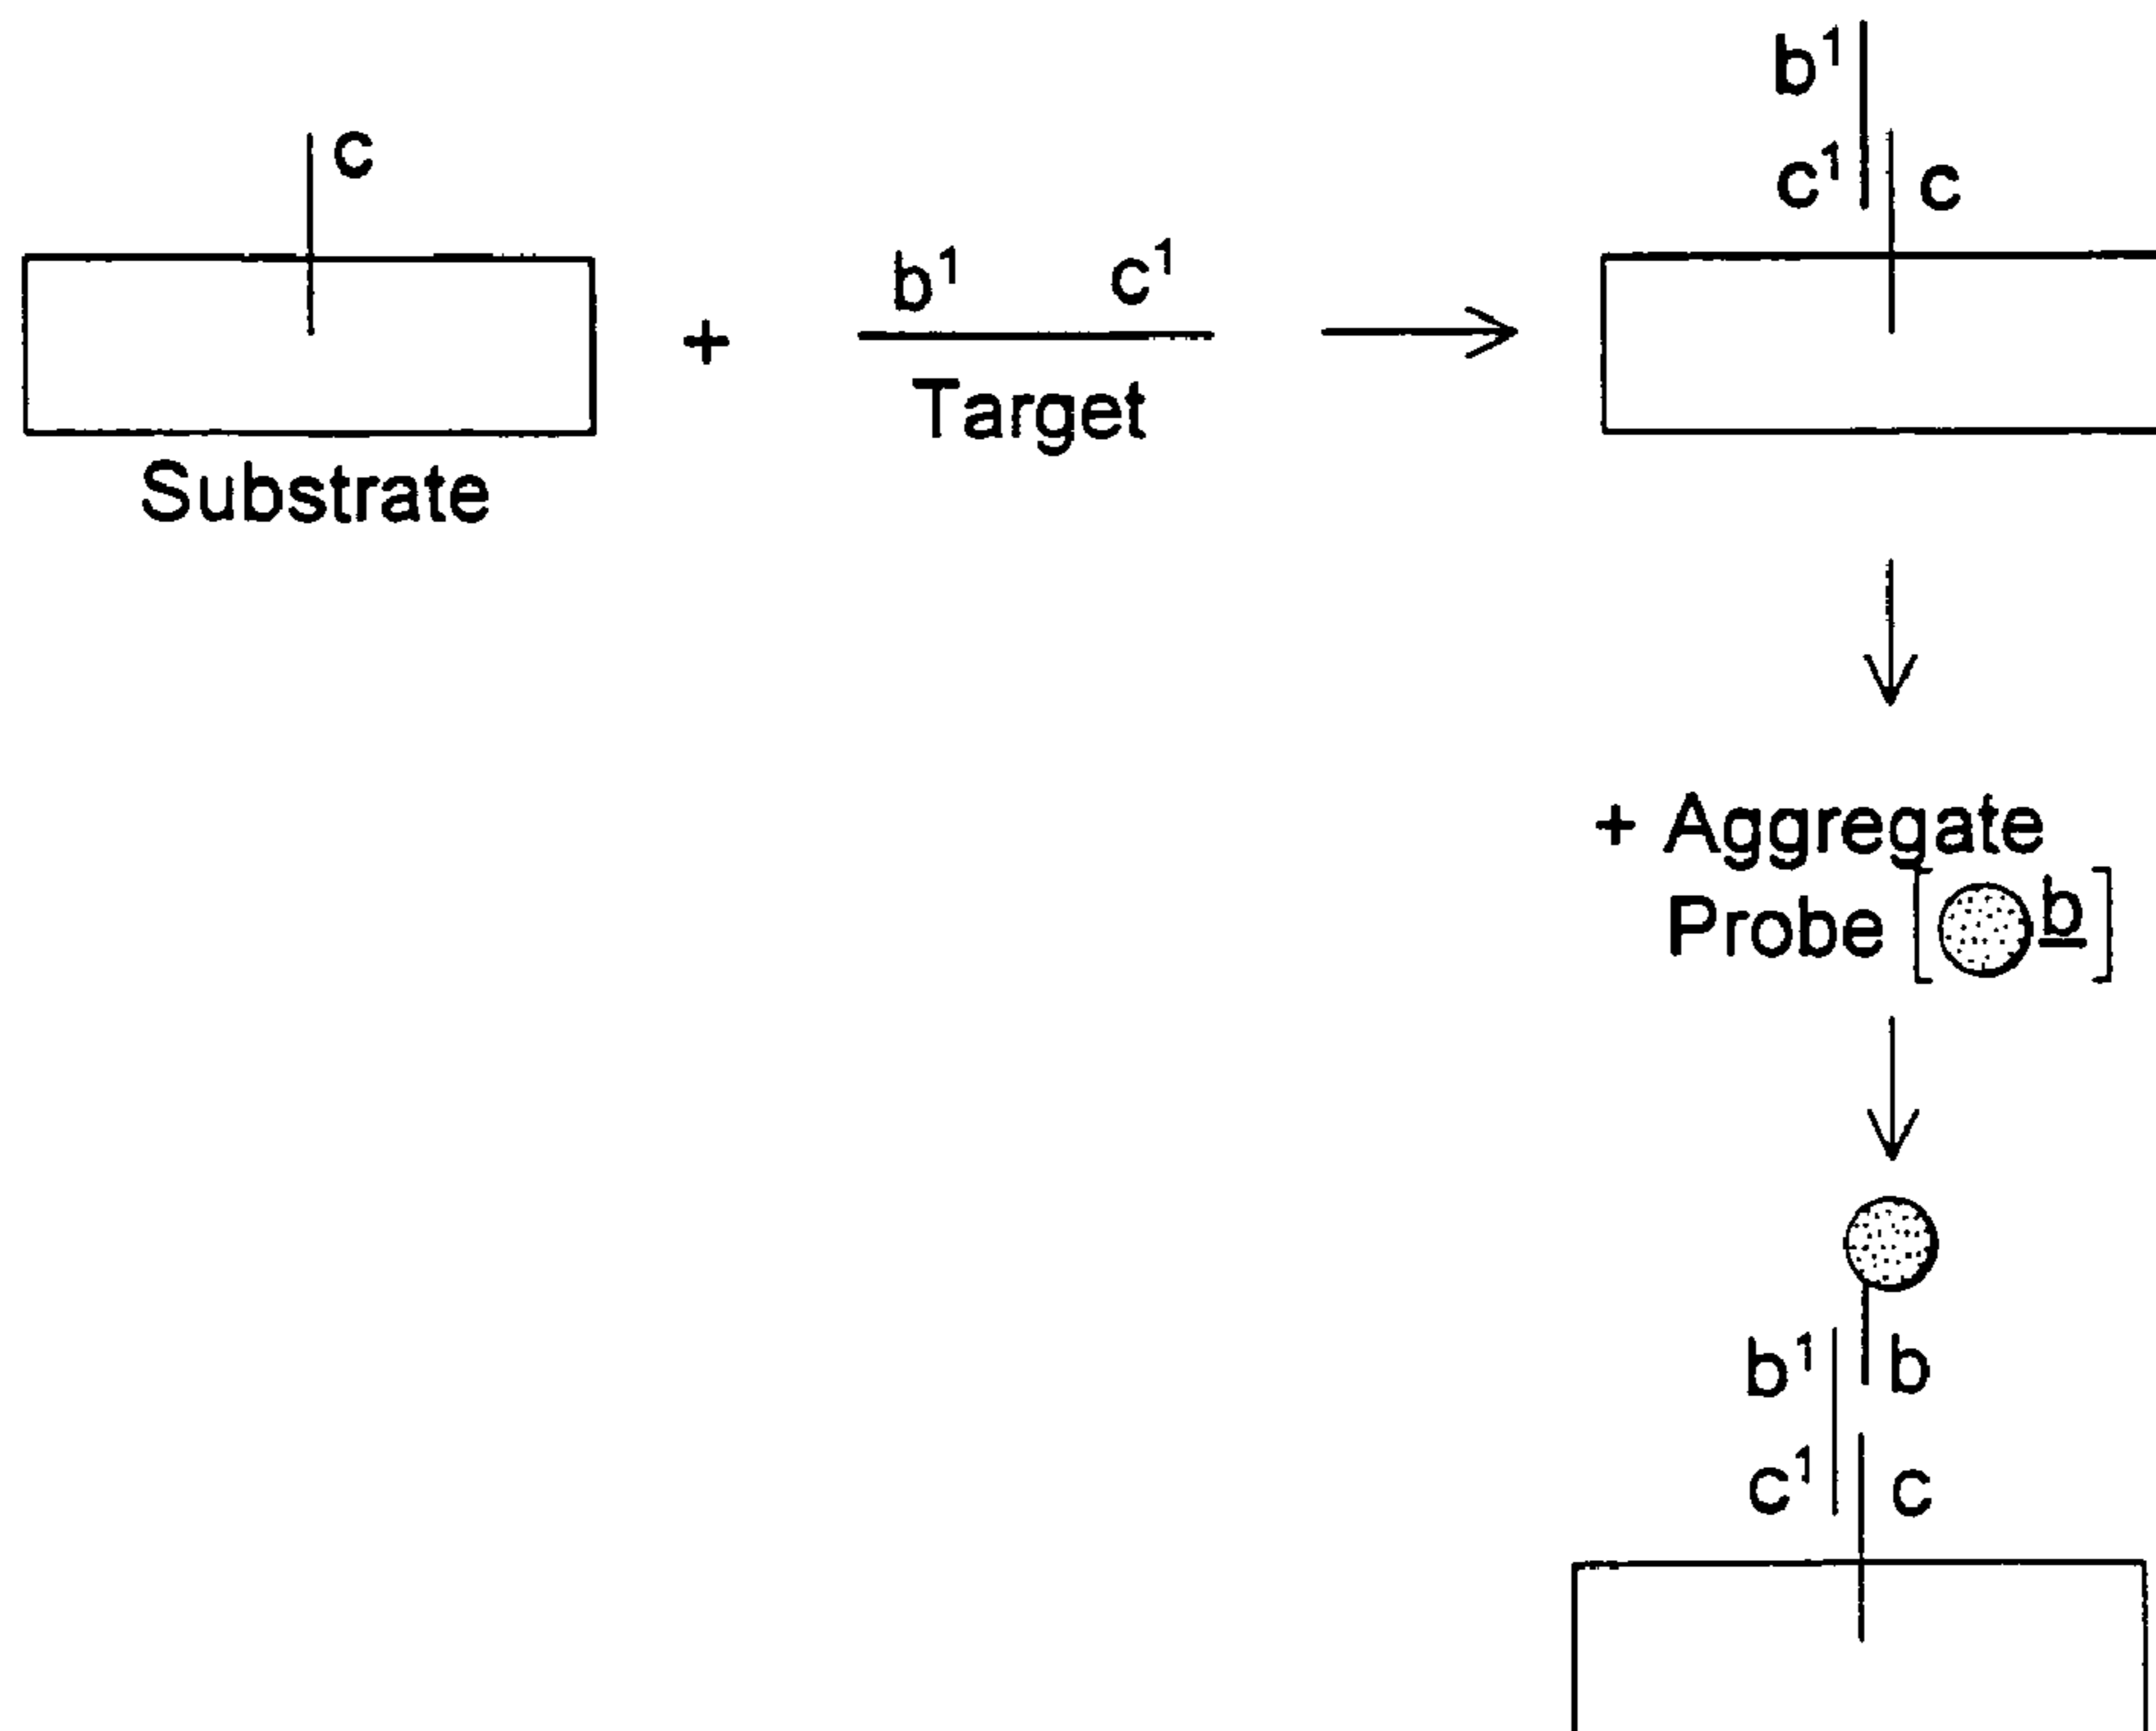 c
Substrate
+
b¹ c¹
Target
b¹
c¹ c
+ Aggregate
Probe [ b ]
b¹ b
c¹ c